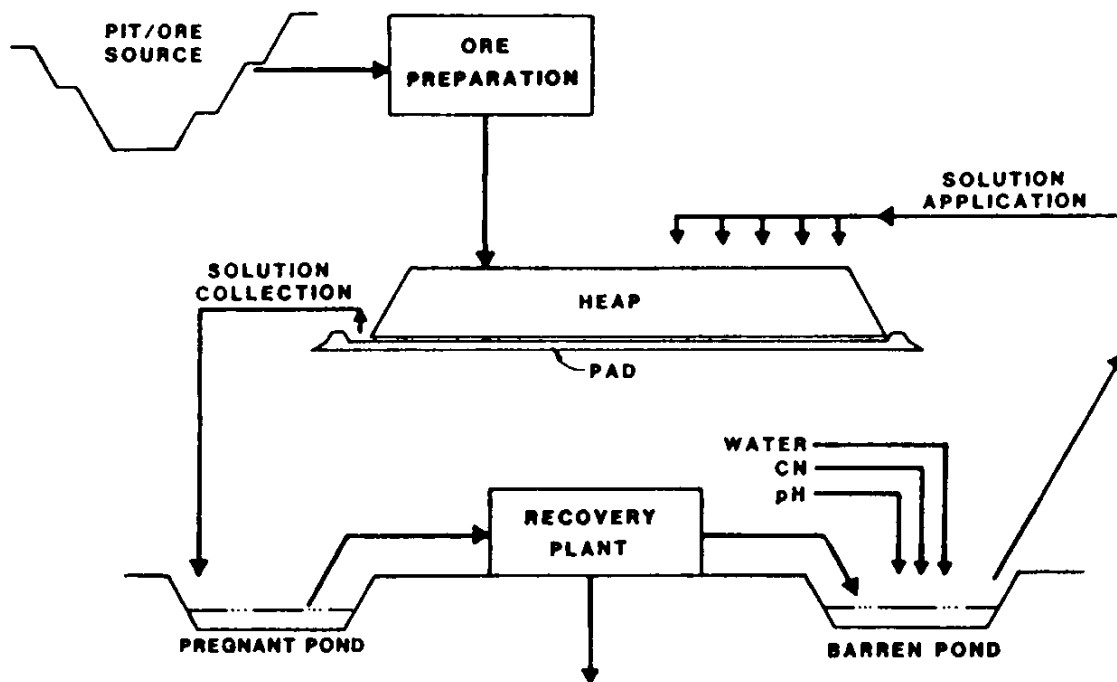 PIT/ORE
SOURCE
ORE
PREPARATION
SOLUTION
APPLICATION
SOLUTION
COLLECTION
HEAP
PAD
WATER
CN
pH
RECOVERY
PLANT
PREGNANT POND
BARREN POND